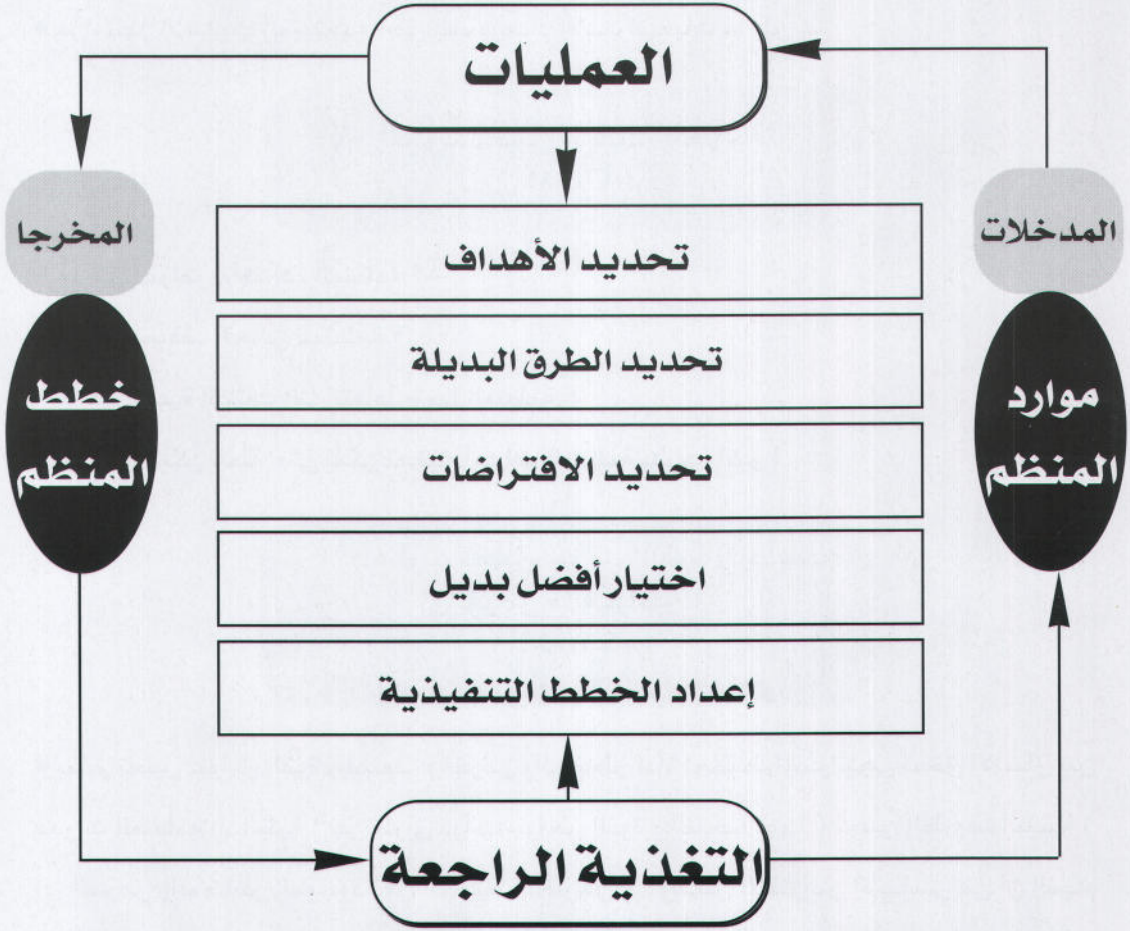 العمليات
المدخلات
موارد
المنظم
تحديد الأهداف
تحديد الطرق البديلة
تحديد الافتراضات
اختيار أفضل بديل
إعداد الخطط التنفيذية
المخرجا
خطط
المنظم
التغذية الراجعة